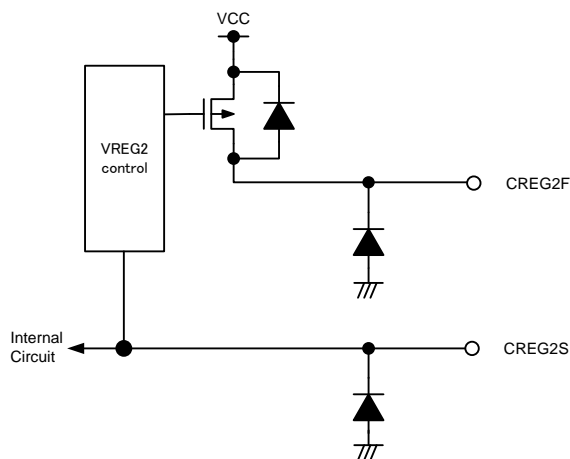 VCC
VREG2
control
CREG2F
Internal
Circuit
CREG2S